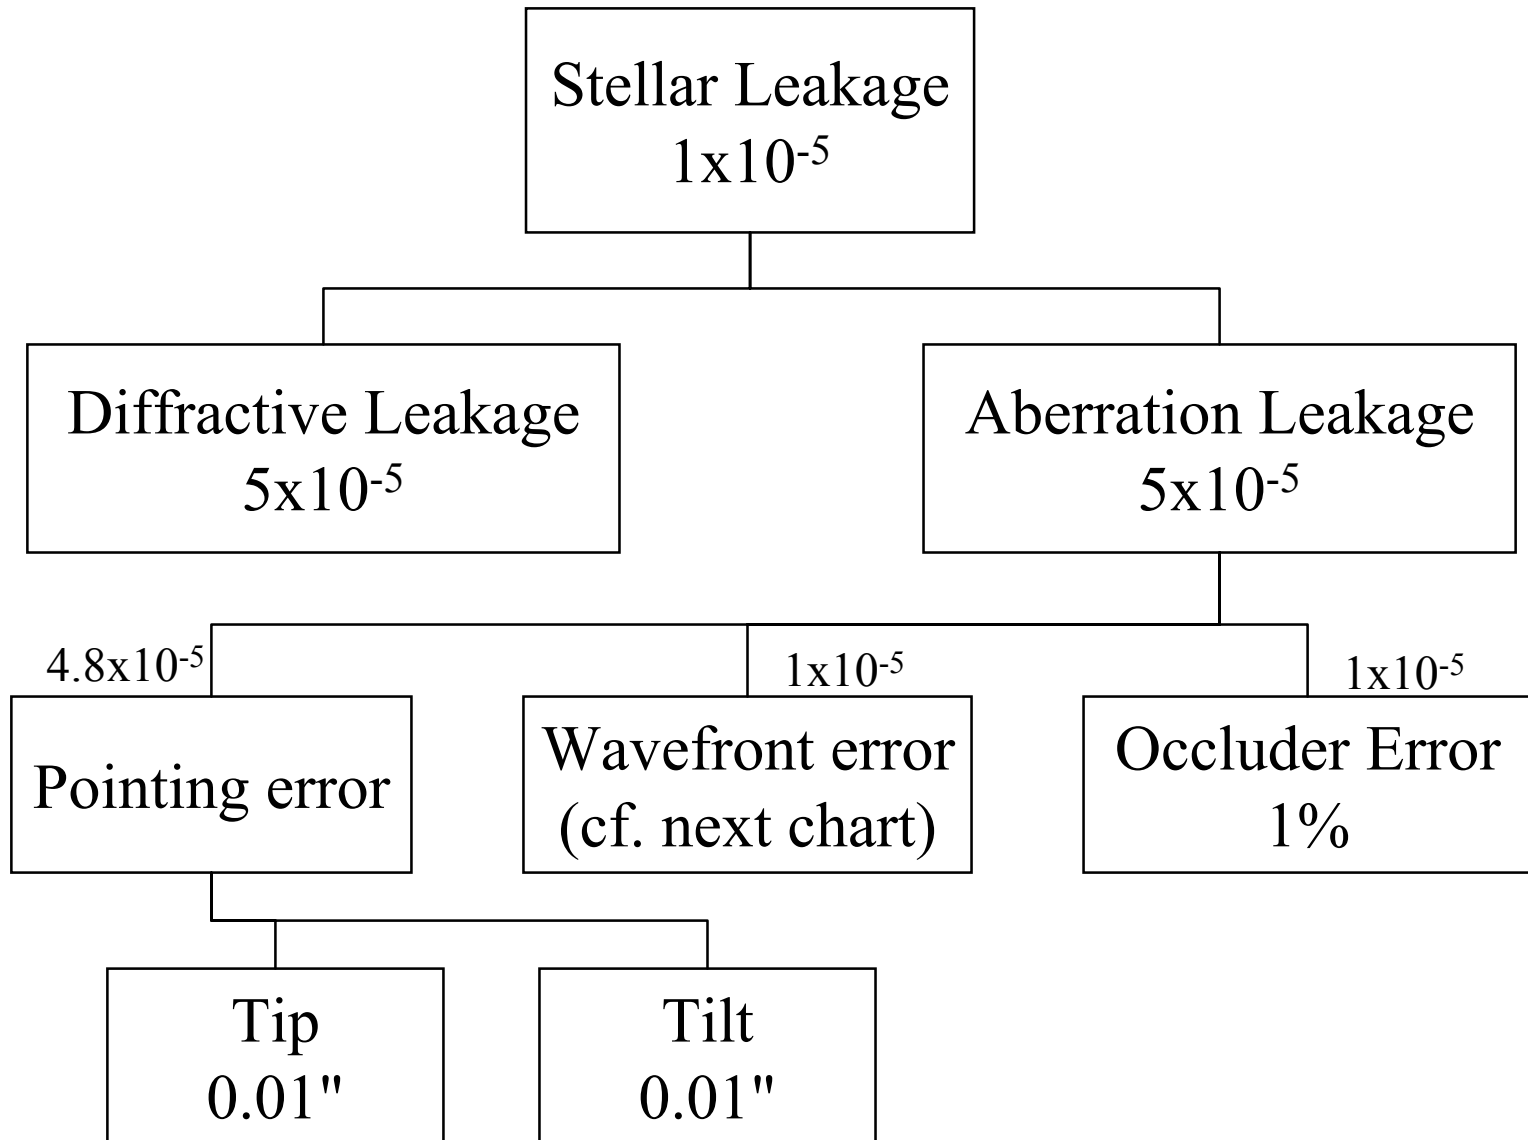 Stellar Leakage
1x10⁻⁵
Diffractive Leakage
5x10⁻⁵
Aberration Leakage
5x10⁻⁵
4.8x10⁻⁵
1x10⁻⁵
1x10⁻⁵
Pointing error
Wavefront error
(cf. next chart)
Occluder Error
1%
Tip
0.01"
Tilt
0.01"